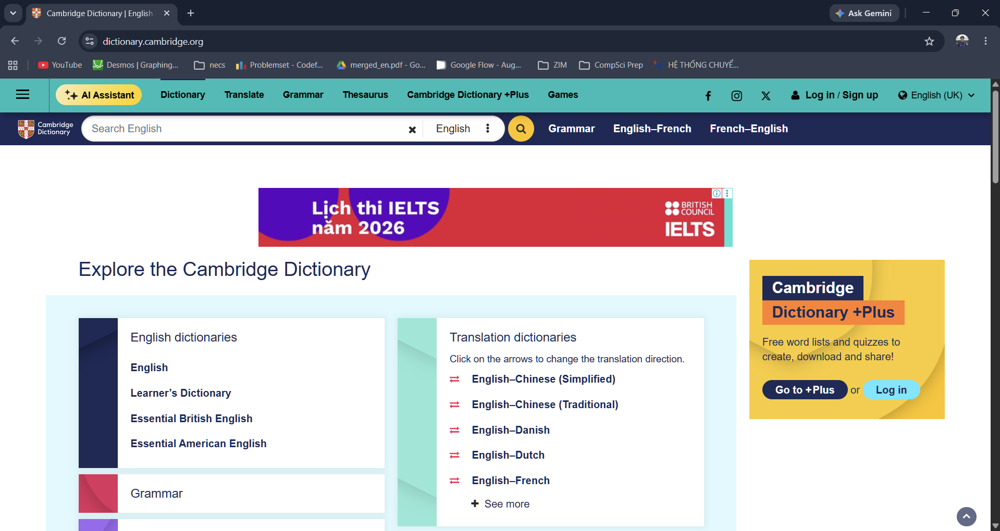 Cambridge Dictionary | English
Ask Gemini
dictionary.cambridge.org
YouTube
Desmos | Graphing...
necs
Problemset - Codef...
merged_en.pdf - Go...
Google Flow - Aug...
ZIM
CompSci Prep
HỆ THỐNG CHUYỂ...
AI Assistant
Dictionary
Translate
Grammar
Thesaurus
Cambridge Dictionary +Plus
Games
Log in / Sign up
English (UK)
Cambridge
Dictionary
Search English
English
Grammar
English–French
French–English
Lịch thi IELTS
năm 2026
BRITISH
COUNCIL
IELTS
Explore the Cambridge Dictionary
English dictionaries
English
Learner’s Dictionary
Essential British English
Essential American English
Grammar
Translation dictionaries
Click on the arrows to change the translation direction.
English–Chinese (Simplified)
English–Chinese (Traditional)
English–Danish
English–Dutch
English–French
See more
Cambridge
Dictionary +Plus
Free word lists and quizzes to
create, download and share!
Go to +Plus or Log in